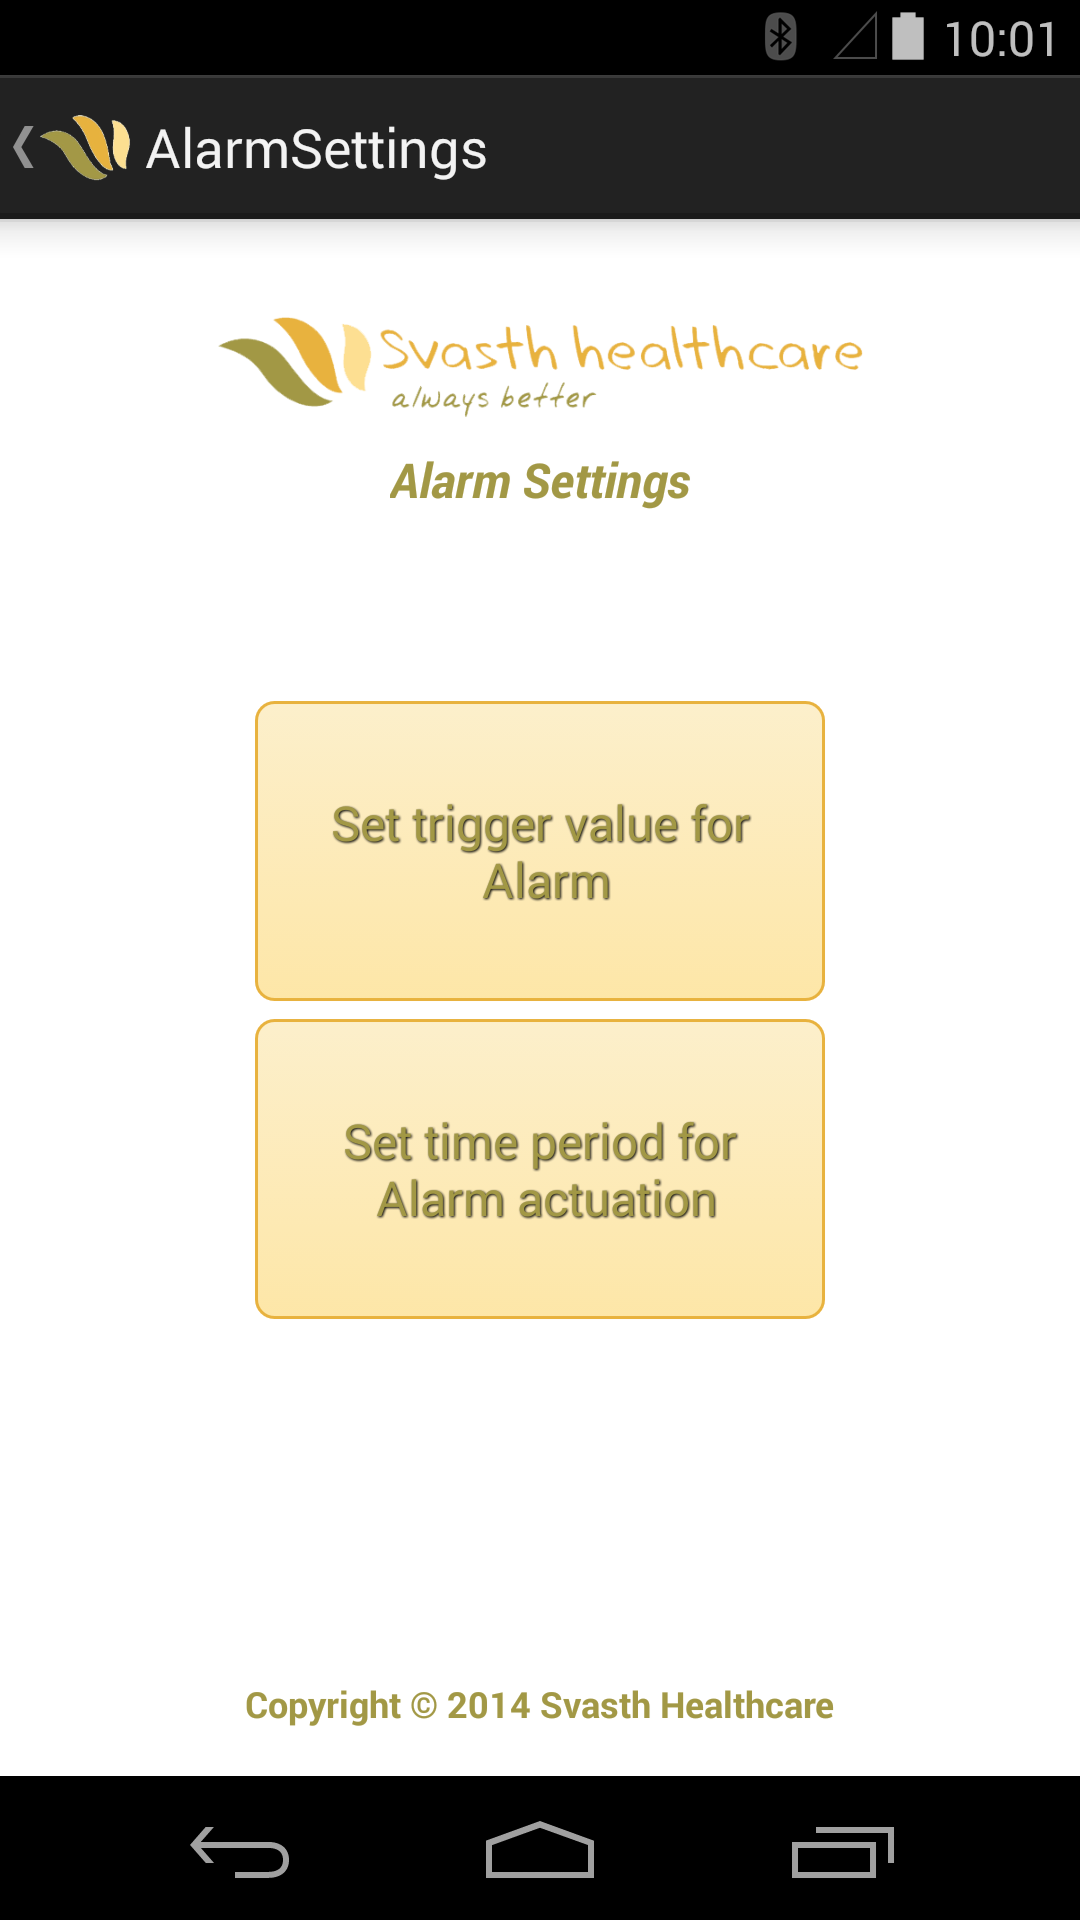 10:01
AlarmSettings
Svasth healthcare
always better
Alarm Settings
Set trigger value for
Alarm
Set time period for
Alarm actuation
Copyright © 2014 Svasth Healthcare